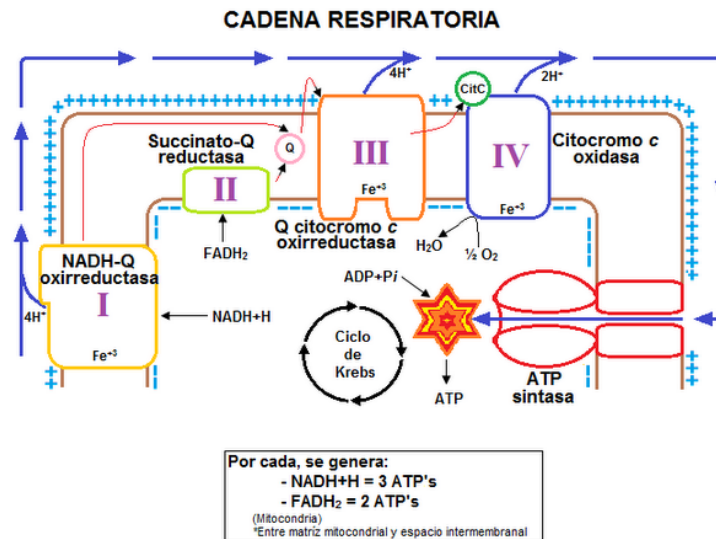 CADENA RESPIRATORIA
4H⁺
2H⁺
CitC
Succinato-Q
reductasa
Q
III
IV
Citocromo c
oxidasa
II
Fe⁺³
Fe⁺³
Q citocromo c
oxirreductasa
FADH₂
H₂O
½ O₂
NADH-Q
oxirreductasa
I
4H⁺
NADH+H
Fe⁺³
ADP+Pi
Ciclo
de
Krebs
ATP
ATP
sintasa
Por cada, se genera:
- NADH+H = 3 ATP's
- FADH₂ = 2 ATP's
(Mitocondria)
*Entre matríz mitocondrial y espacio intermembranal